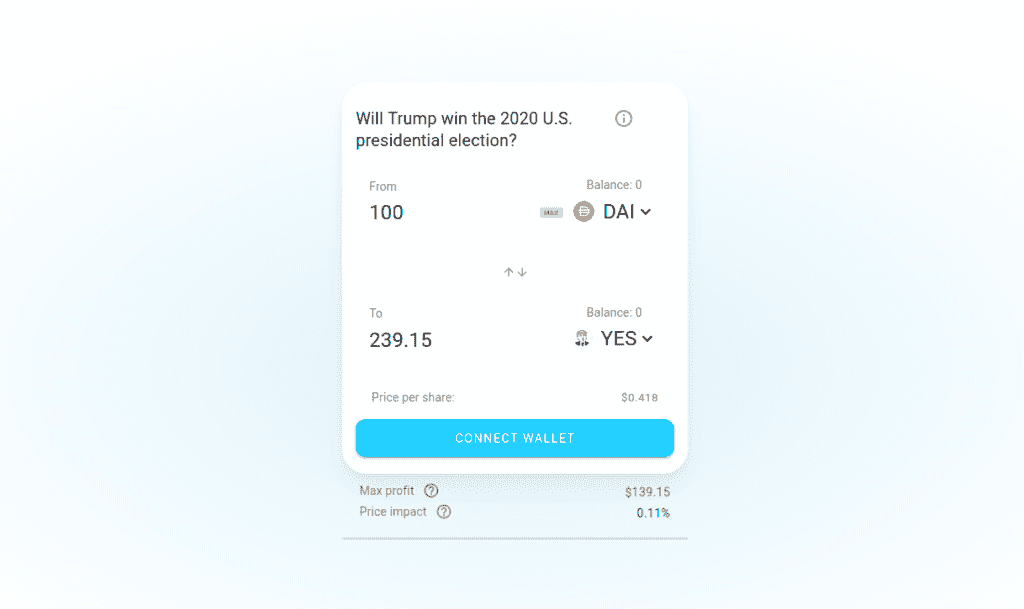 Will Trump win the 2020 U.S.
presidential election?
From
Balance: 0
100
MAX
DAI
To
Balance: 0
239.15
YES
Price per share:
$0.418
CONNECT WALLET
Max profit
$139.15
Price impact
0.11%